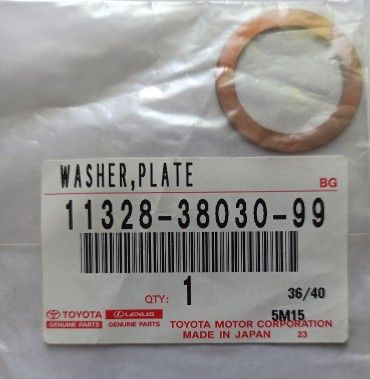 WASHER,PLATE
BG
11328-38030-99
QTY: 1
36/40
5M15
TOYOTA LEXUS
GENUINE PARTS GENUINE PARTS
TOYOTA MOTOR CORPORATION
MADE IN JAPAN 23